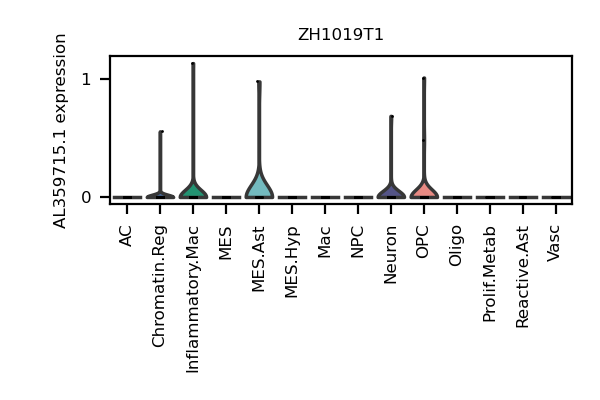 ZH1019T1
AL359715.1 expression
1
0
AC
Chromatin.Reg
Inflammatory.Mac
MES
MES.Ast
MES.Hyp
Mac
NPC
Neuron
OPC
Oligo
Prolif.Metab
Reactive.Ast
Vasc